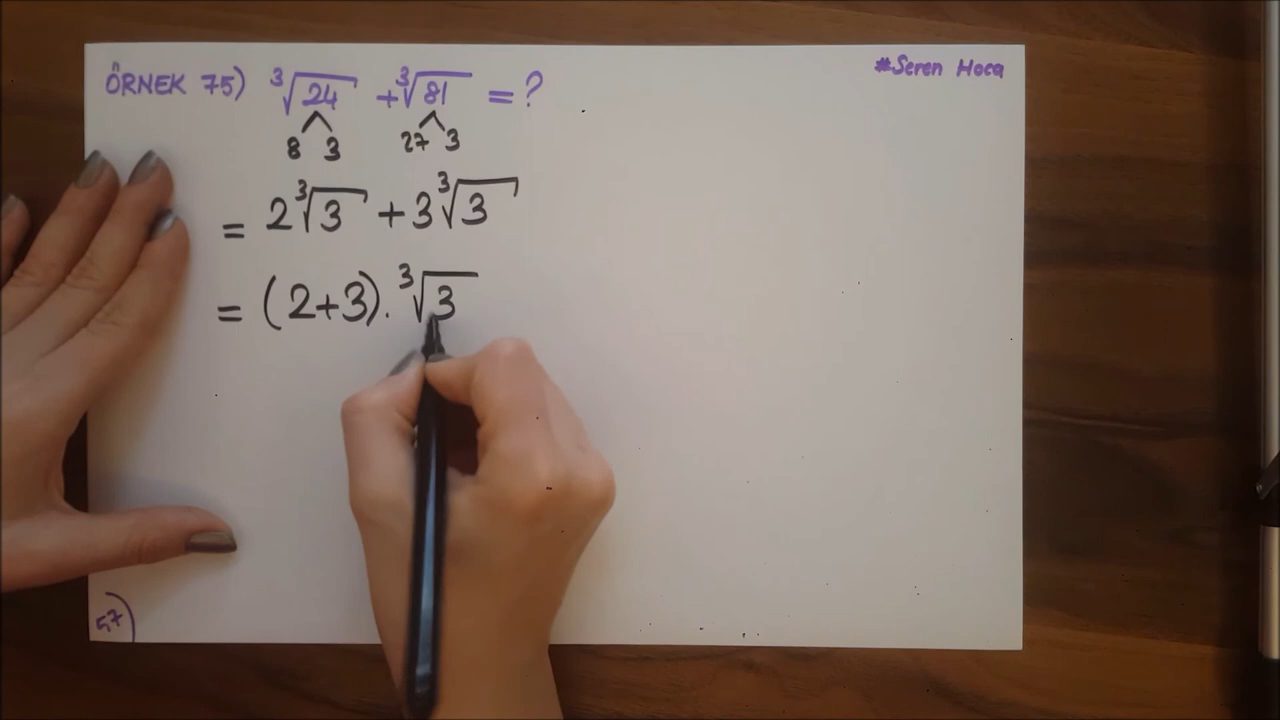 ÖRNEK 75) ∛24 + ∛81 = ?
#Seren Hoca
8 3 27 3
= 2∛3 + 3∛3
= (2+3). ∛3
57)